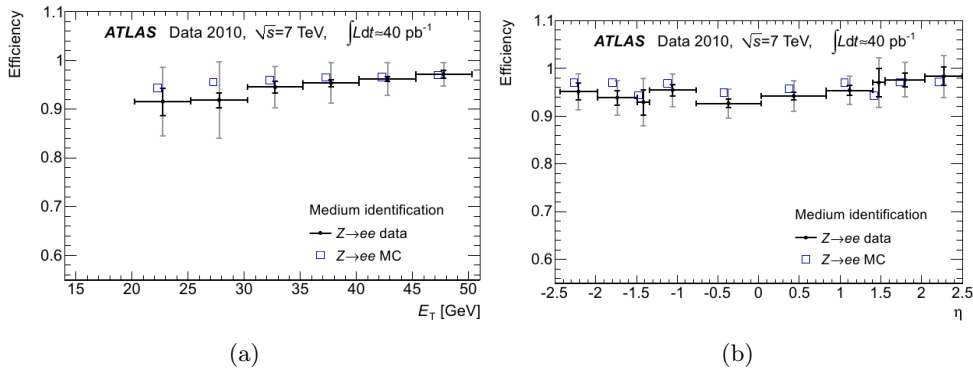 Efficiency
1.1
1
0.9
0.8
0.7
0.6
ATLAS Data 2010, √s=7 TeV, ∫Ldt≈40 pb⁻¹
Medium identification
Z→ee data
Z→ee MC
15 20 25 30 35 40 45 50
E_T [GeV]
(a)
Efficiency
1.1
1
0.9
0.8
0.7
0.6
ATLAS Data 2010, √s=7 TeV, ∫Ldt≈40 pb⁻¹
Medium identification
Z→ee data
Z→ee MC
-2.5 -2 -1.5 -1 -0.5 0 0.5 1 1.5 2 2.5
η
(b)